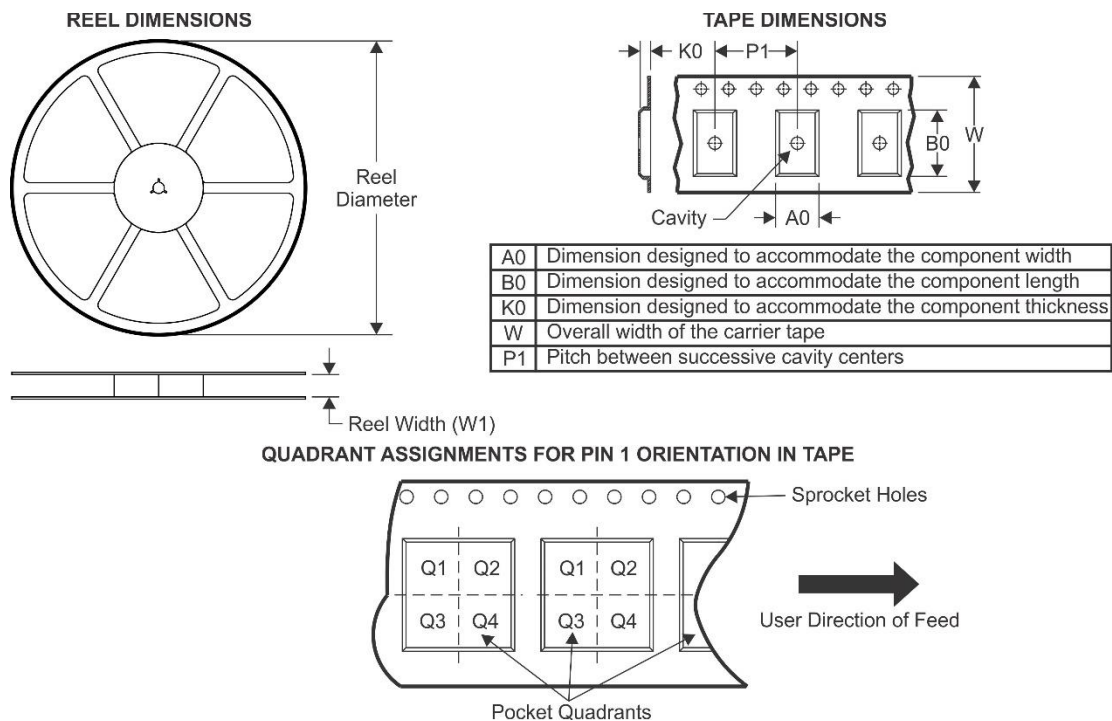 REEL DIMENSIONS
Reel
Diameter
Reel Width (W1)
TAPE DIMENSIONS
K0
P1
B0
W
Cavity
A0
A0 Dimension designed to accommodate the component width
B0 Dimension designed to accommodate the component length
K0 Dimension designed to accommodate the component thickness
W Overall width of the carrier tape
P1 Pitch between successive cavity centers
QUADRANT ASSIGNMENTS FOR PIN 1 ORIENTATION IN TAPE
Sprocket Holes
Q1 Q2 Q1 Q2
Q3 Q4 Q3 Q4
User Direction of Feed
Pocket Quadrants